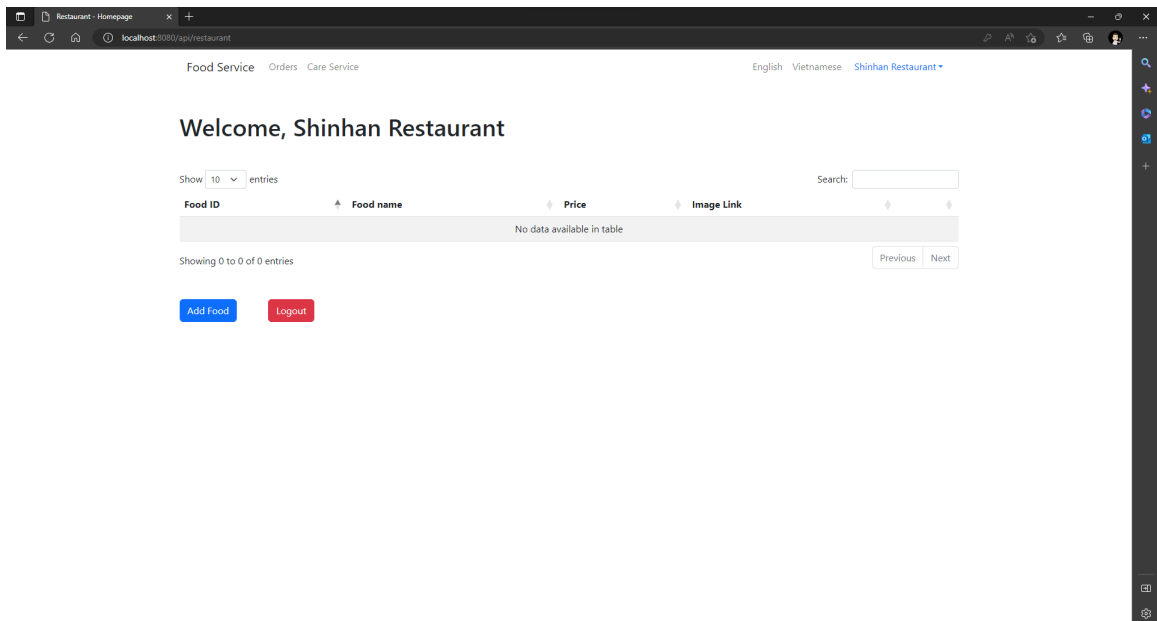 Restaurant - Homepage
localhost:8080/api/restaurant
Food Service Orders Care Service English Vietnamese Shinhan Restaurant
Welcome, Shinhan Restaurant
Show 10 entries Search:
Food ID Food name Price Image Link
No data available in table
Showing 0 to 0 of 0 entries Previous Next
Add Food Logout